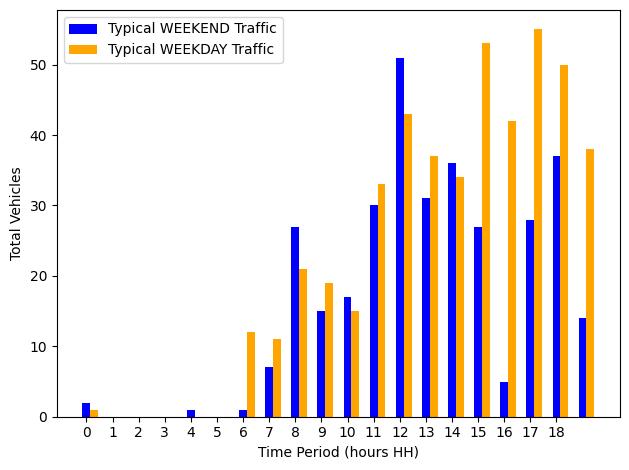 Typical WEEKEND Traffic
Typical WEEKDAY Traffic
50
40
30
20
10
0
Total Vehicles
0 1 2 3 4 5 6 7 8 9 10 11 12 13 14 15 16 17 18
Time Period (hours HH)